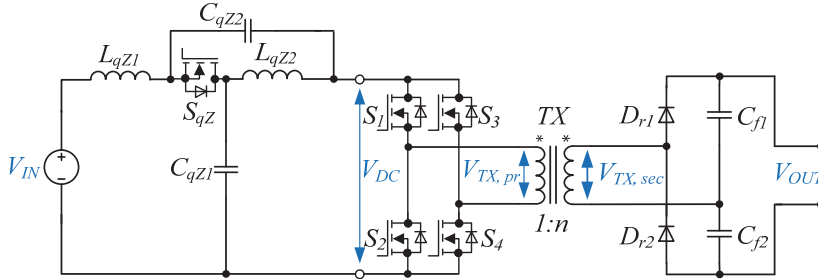 C_qZ2
L_qZ1
L_qZ2
S_qZ
S_1
S_3
TX
D_r1
C_f1
* *
V_IN
+
−
C_qZ1
V_DC
V_TX, pr
V_TX, sec
V_OUT
S_2
S_4
1:n
D_r2
C_f2